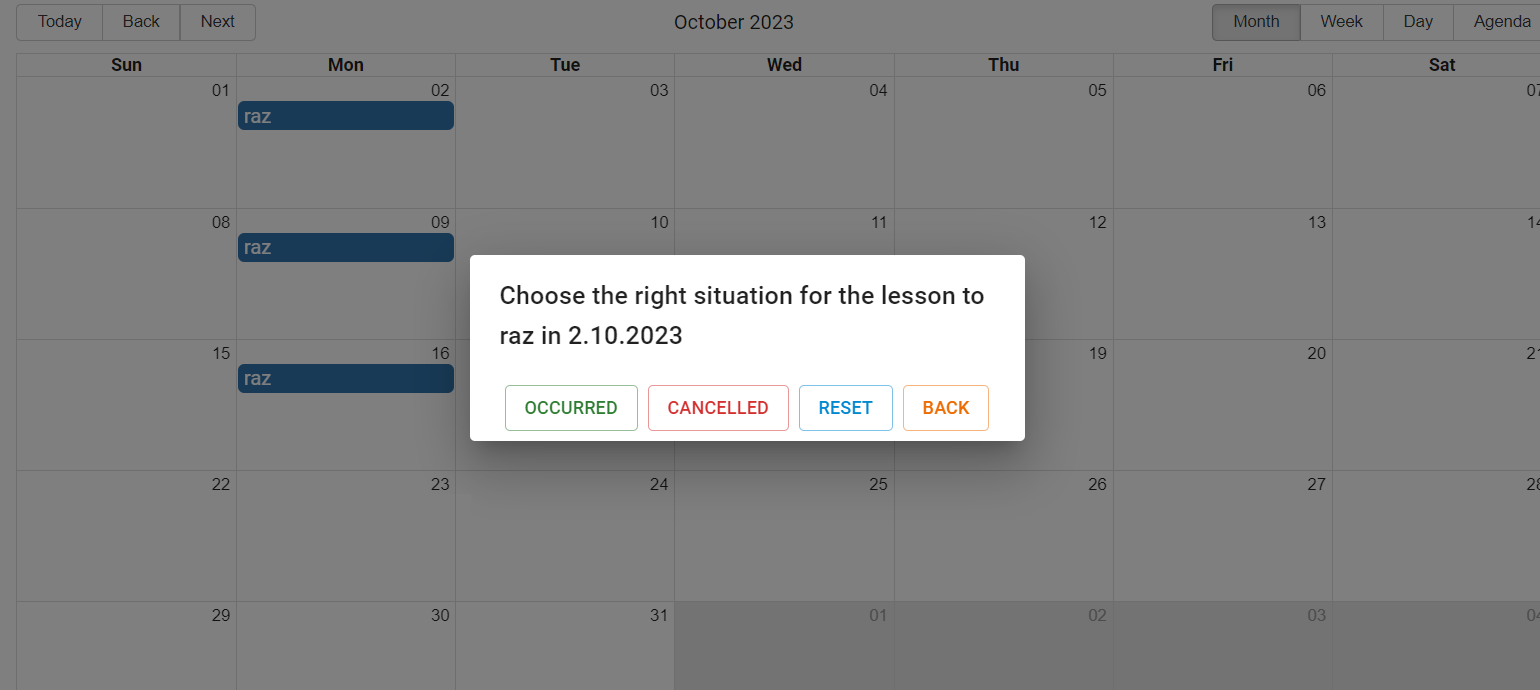 Today Back Next October 2023 Month Week Day Agenda
Sun Mon Tue Wed Thu Fri Sat
01 02 03 04 05 06 07
raz
08 09 10 11 12 13 14
raz
Choose the right situation for the lesson to
raz in 2.10.2023
15 16 19 20 21
raz
OCCURRED CANCELLED RESET BACK
22 23 24 25 26 27 28
29 30 31 01 02 03 04